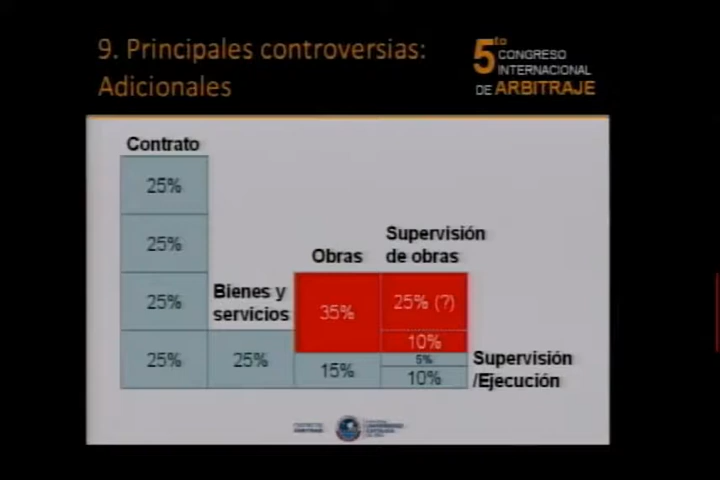 9. Principales controversias:
Adicionales
5to
CONGRESO
INTERNACIONAL
DE ARBITRAJE
Contrato
25%
25%
25%
25%
Bienes y
servicios
25%
Obras
35%
15%
Supervisión
de obras
25% (?)
10%
5%
10%
Supervisión
/Ejecución